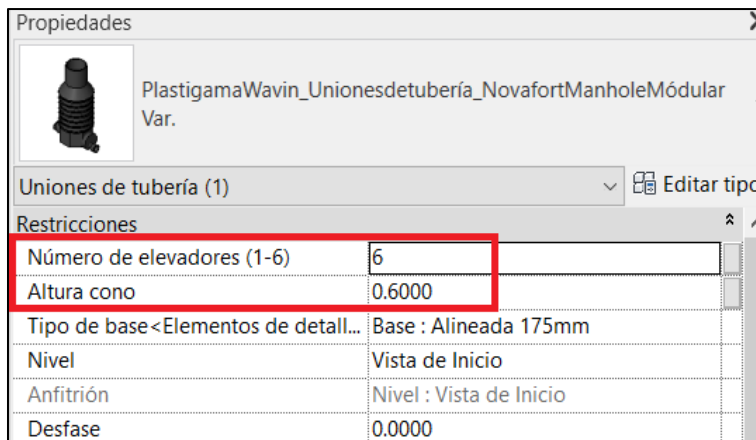 Propiedades
PlastigamaWavin_Unionesdetubería_NovafortManholeMódular
Var.
Uniones de tubería (1)
Editar tipo
Restricciones
Número de elevadores (1-6) 6
Altura cono 0.6000
Tipo de base<Elementos de detall... Base : Alineada 175mm
Nivel Vista de Inicio
Anfitrión Nivel : Vista de Inicio
Desfase 0.0000